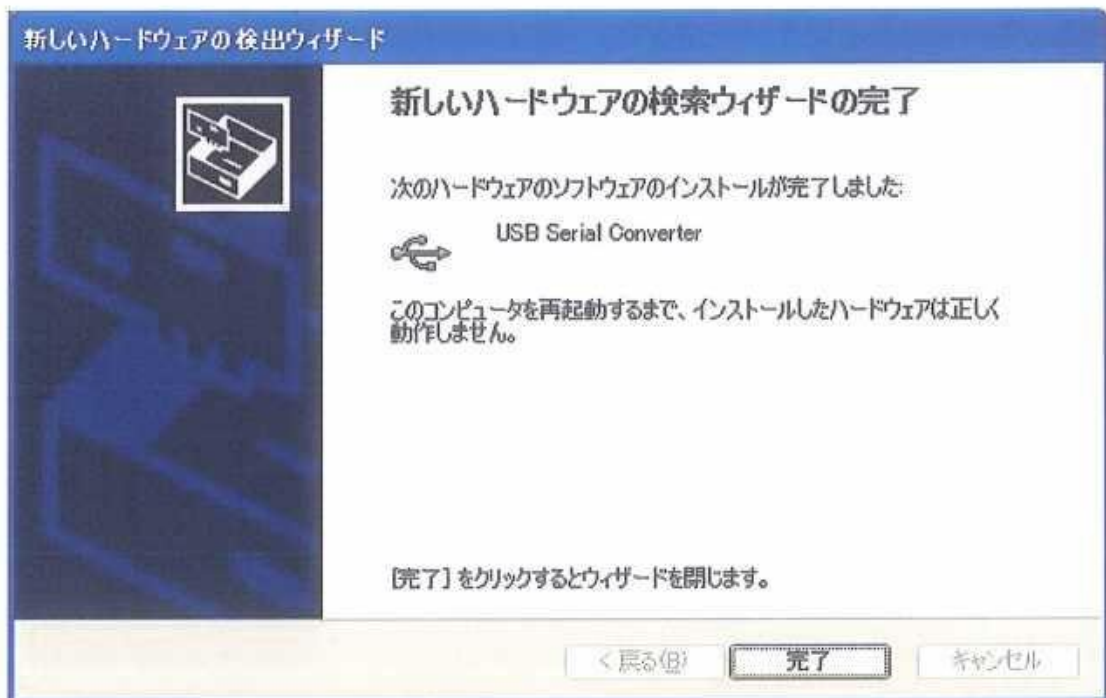 新しいハードウェアの検出ウィザード
新しいハードウェアの検索ウィザードの完了
次のハードウェアのソフトウェアのインストールが完了しました:
USB Serial Converter
このコンピュータを再起動するまで、インストールしたハードウェアは正しく
動作しません。
[完了] をクリックするとウィザードを閉じます。
< 戻る(B)
完了
キャンセル